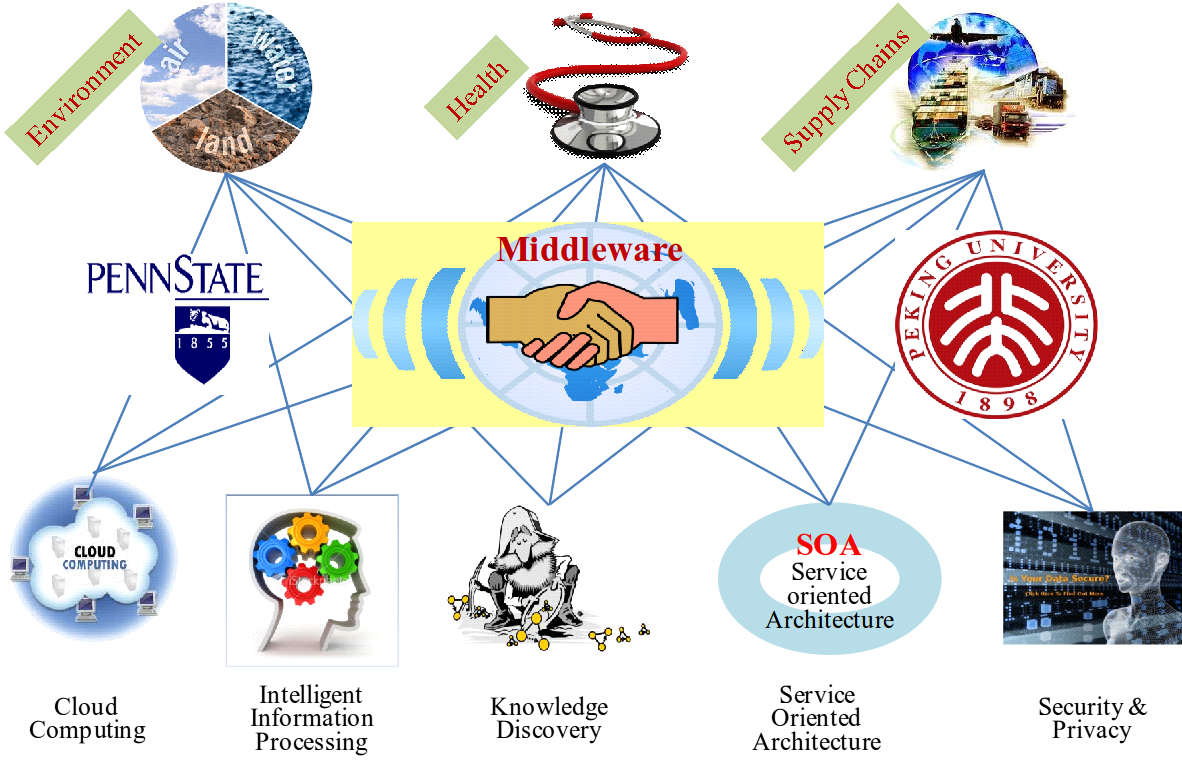 Environment
air
water
land
Health
Supply Chains
Middleware
PENNSTATE
1855
PEKING UNIVERSITY
1898
CLOUD
COMPUTING
SOA
Service
oriented
Architecture
Is Your Data Secure?
Click Here To Find Out More
Cloud
Computing
Intelligent
Information
Processing
Knowledge
Discovery
Service
Oriented
Architecture
Security &
Privacy